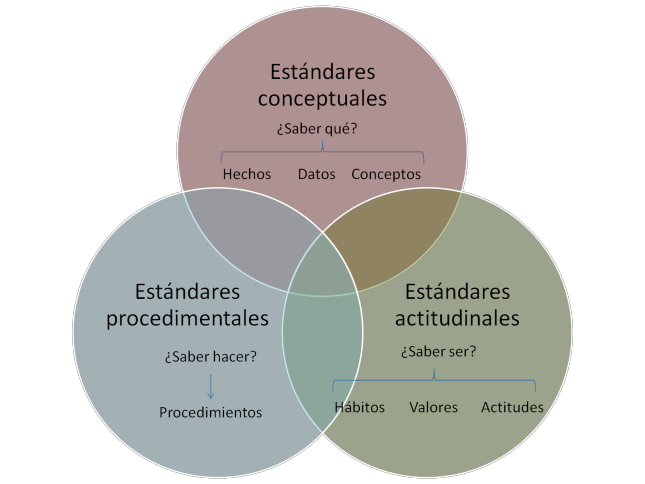 Estándares
conceptuales
¿Saber qué?
Hechos Datos Conceptos
Estándares
procedimentales
¿Saber hacer?
Procedimientos
Estándares
actitudinales
¿Saber ser?
Hábitos Valores Actitudes